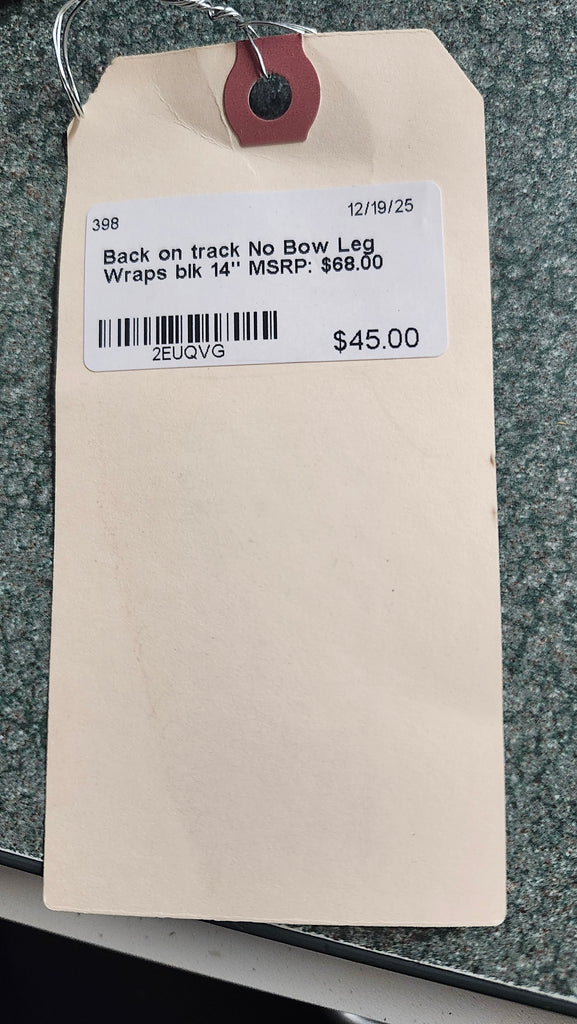 398
12/19/25
Back on track No Bow Leg
Wraps blk 14" MSRP: $68.00
2EUQVG
$45.00